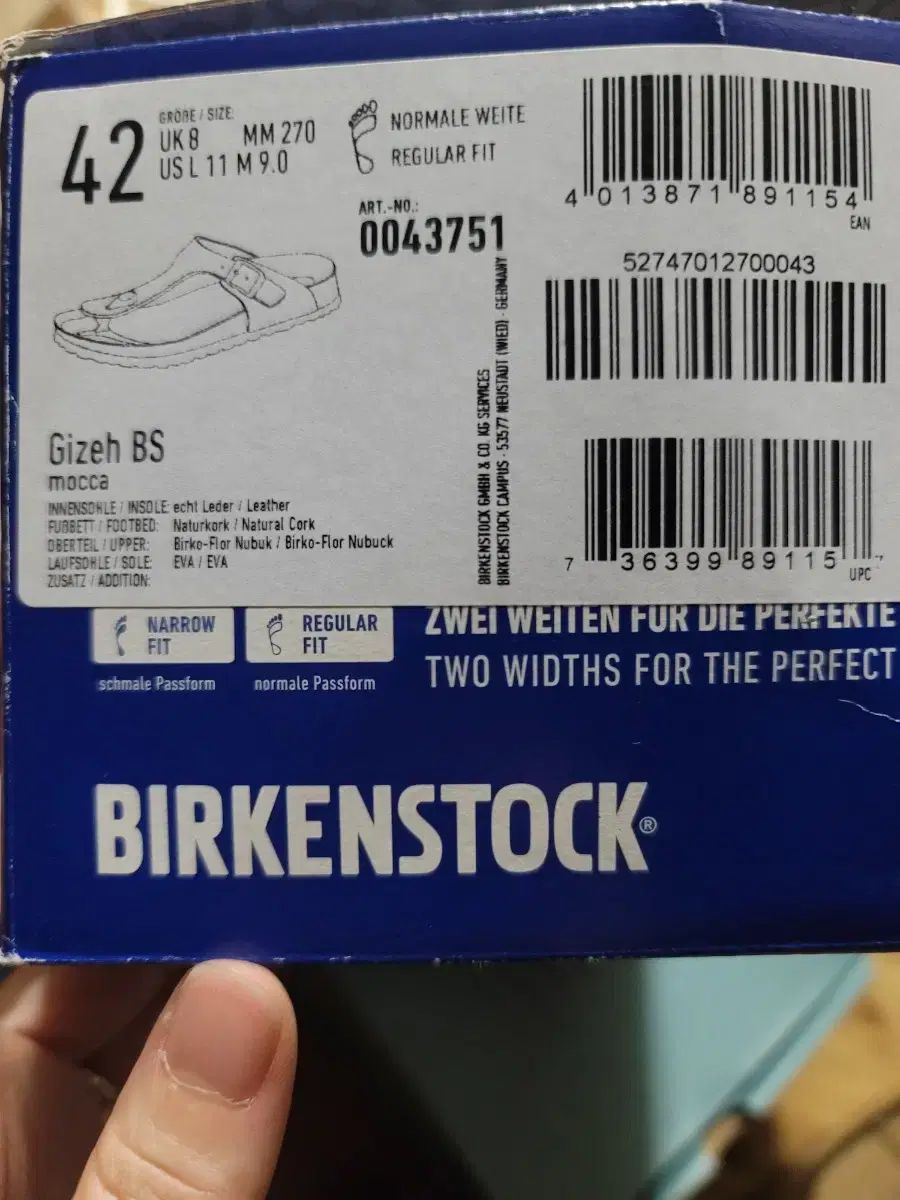 42
GRÖßE / SIZE:
UK 8 MM 270
US L 11 M 9.0
NORMALE WEITE
REGULAR FIT
ART.-NO.:
0043751
4 013871 891154
EAN
52747012700043
7 36399 89115 7
UPC
BIRKENSTOCK GMBH & CO. KG SERVICES
BIRKENSTOCK CAMPUS · 53577 NEUSTADT (WIED) · GERMANY
Gizeh BS
mocca
INNENSOHLE / INSOLE: echt Leder / Leather
FUßBETT / FOOTBED: Naturkork / Natural Cork
OBERTEIL / UPPER: Birko-Flor Nubuk / Birko-Flor Nubuck
LAUFSOHLE / SOLE: EVA / EVA
ZUSATZ / ADDITION:
NARROW
FIT
schmale Passform
REGULAR
FIT
normale Passform
ZWEI WEITEN FÜR DIE PERFEKTE
TWO WIDTHS FOR THE PERFECT
BIRKENSTOCK®